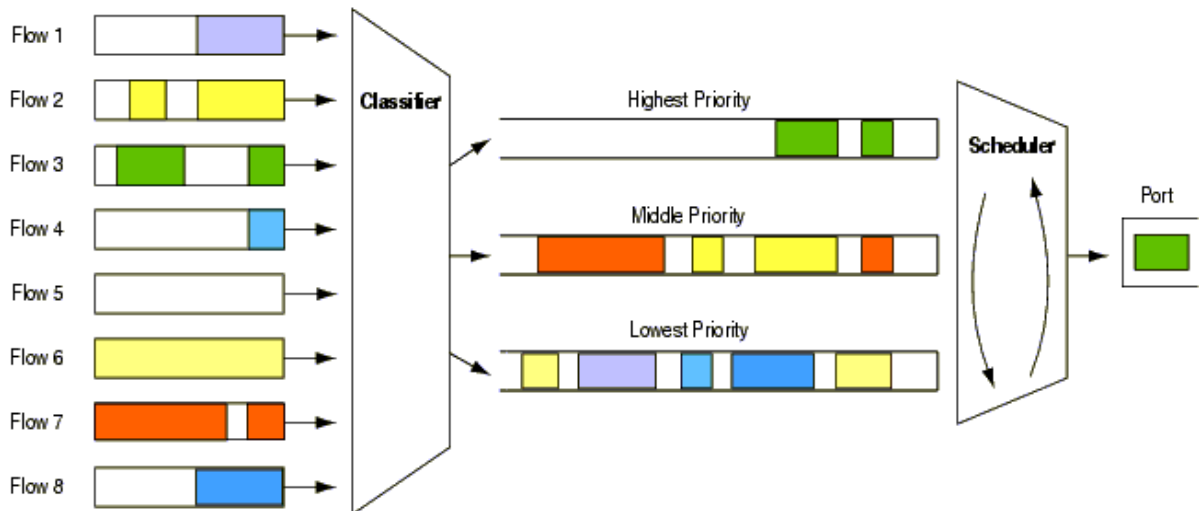 Flow 1
Flow 2
Flow 3
Flow 4
Flow 5
Flow 6
Flow 7
Flow 8
Classifier
Highest Priority
Middle Priority
Lowest Priority
Scheduler
Port